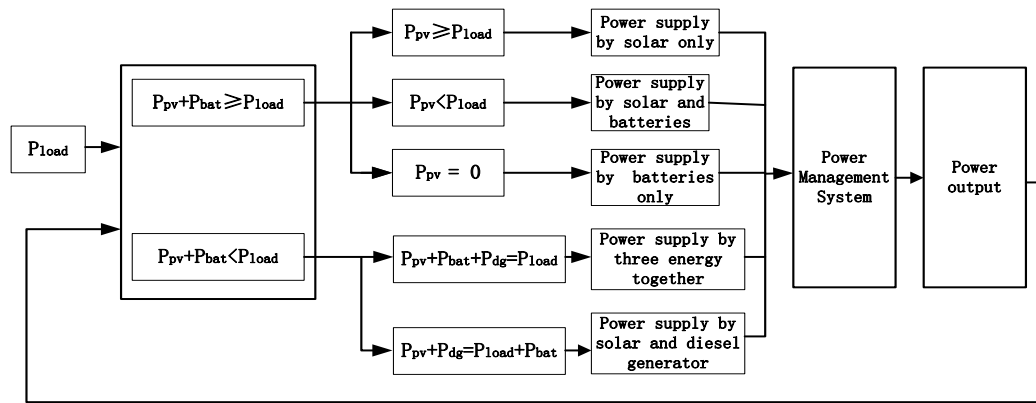 Pload
Ppv+Pbat≥Pload
Ppv+Pbat<Pload
Ppv≥Pload
Ppv<Pload
Ppv = 0
Ppv+Pbat+Pdg=Pload
Ppv+Pdg=Pload+Pbat
Power supply
by solar only
Power supply
by solar and
batteries
Power supply
by batteries
only
Power supply by
three energy
together
Power supply by
solar and diesel
generator
Power
Management
System
Power
output